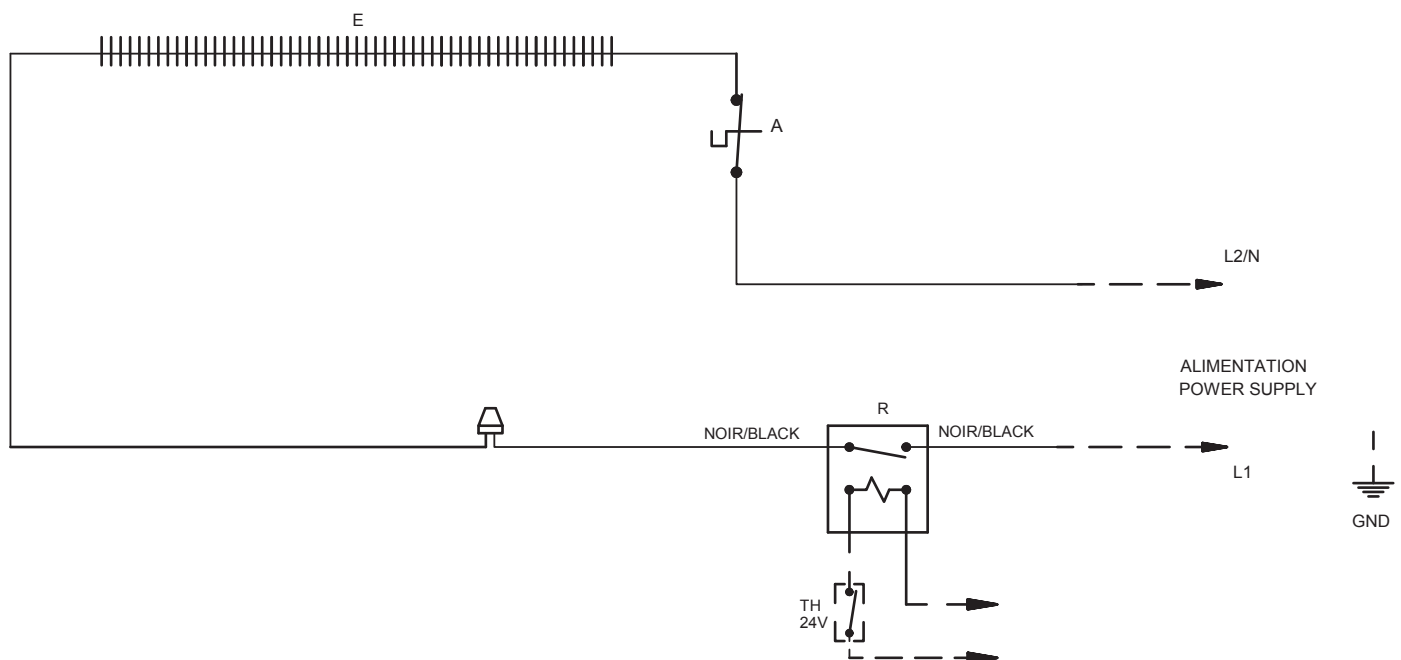 E
A
L2/N
ALIMENTATION
POWER SUPPLY
R
NOIR/BLACK
NOIR/BLACK
L1
GND
TH
24V